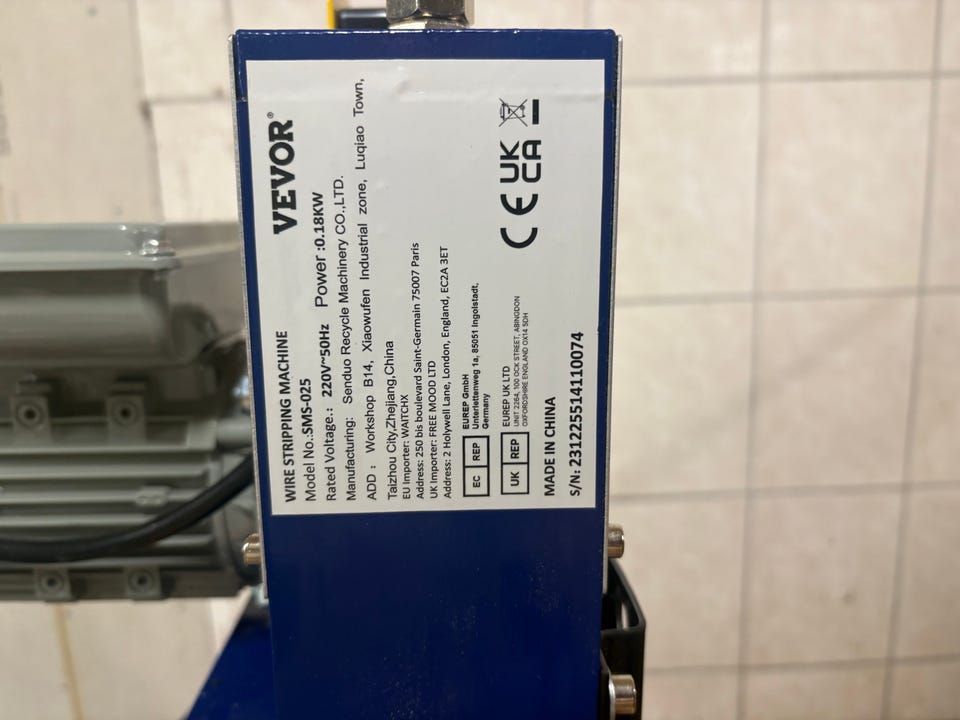 VEVOR®
WIRE STRIPPING MACHINE
Model No.:SMS-025
Rated Voltage.: 220V~50Hz Power :0.18KW
Manufacturing: Senduo Recycle Machinery CO.,LTD.
ADD : Workshop B14, Xiaowufen Industrial zone, Luqiao Town,
Taizhou City,Zhejiang,China
EU Importer: WAITCHX
Address: 250 bis boulevard Saint-Germain 75007 Paris
UK Importer: FREE MOOD LTD
Address: 2 Holywell Lane, London, England, EC2A 3ET
EC REP
EUREP GmbH
Unterlettenweg 1a, 85051 Ingolstadt,
Germany
UK REP
EUREP UK LTD
UNIT 2264, 100 OCK STREET, ABINGDON
OXFORDSHIRE ENGLAND OX14 5DH
CE UK
CA
MADE IN CHINA
S/N: 231225514110074